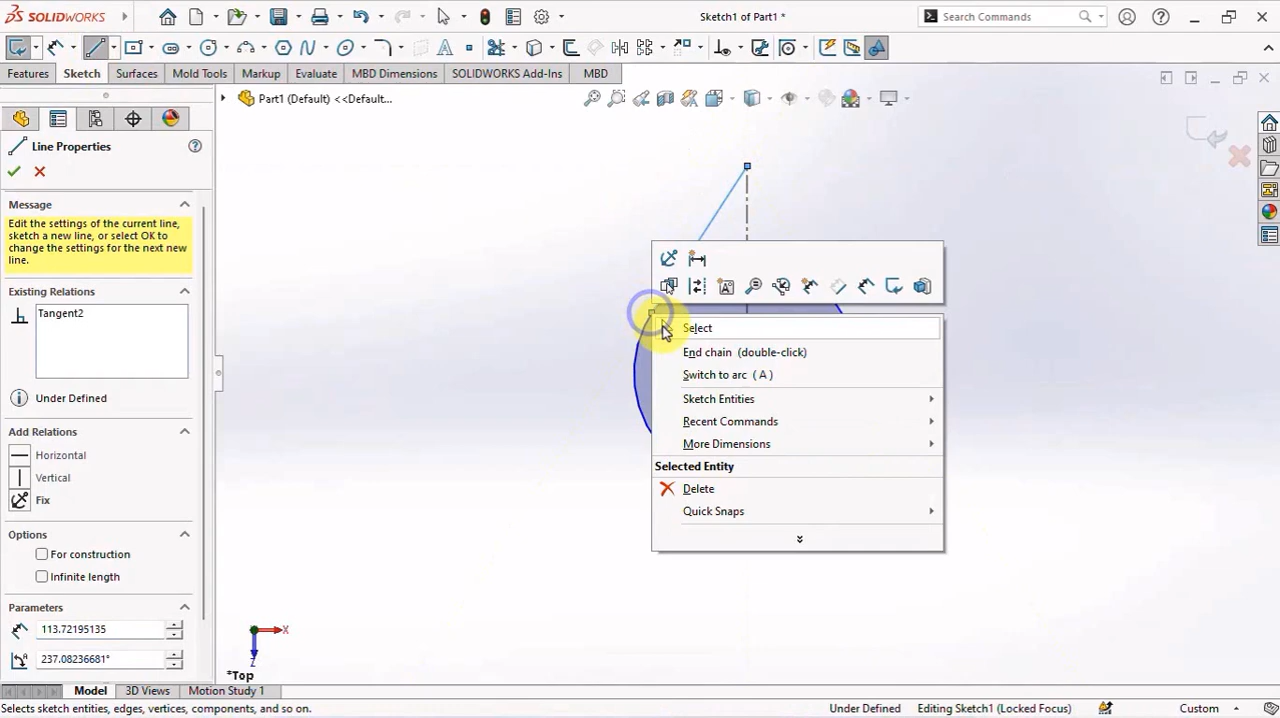 SOLIDWORKS
Sketch1 of Part1 *
Search Commands
Features
Sketch
Surfaces
Mold Tools
Markup
Evaluate
MBD Dimensions
SOLIDWORKS Add-Ins
MBD
Part1 (Default) <<Default...
Line Properties
Message
Edit the settings of the current line,
sketch a new line, or select OK to
change the settings for the next new
line.
Existing Relations
Tangent2
Under Defined
Add Relations
Horizontal
Vertical
Fix
Options
For construction
Infinite length
Parameters
113.72195135
237.08236681°
Select
End chain (double-click)
Switch to arc ( A )
Sketch Entities
Recent Commands
More Dimensions
Selected Entity
Delete
Quick Snaps
X
Z
*Top
Model
3D Views
Motion Study 1
Selects sketch entities, edges, vertices, components, and so on.
Under Defined
Editing Sketch1 (Locked Focus)
Custom